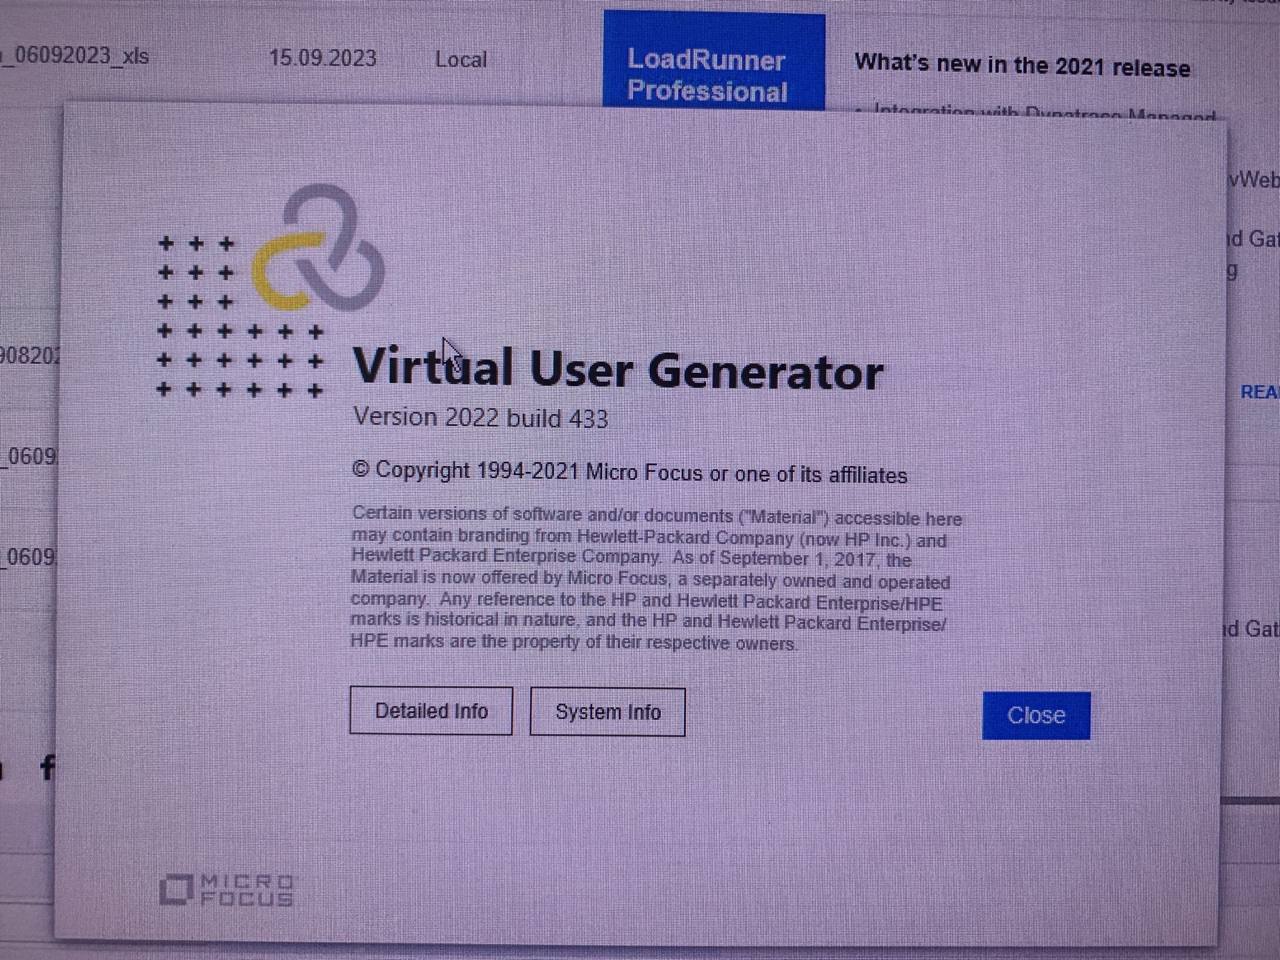 _06092023_xls 15.09.2023 Local
LoadRunner
Professional
What's new in the 2021 release
Integration with Dynatrace Managed
Virtual User Generator
Version 2022 build 433
© Copyright 1994-2021 Micro Focus or one of its affiliates
Certain versions of software and/or documents ("Material") accessible here
may contain branding from Hewlett-Packard Company (now HP Inc.) and
Hewlett Packard Enterprise Company.  As of September 1, 2017, the
Material is now offered by Micro Focus, a separately owned and operated
company.  Any reference to the HP and Hewlett Packard Enterprise/HPE
marks is historical in nature, and the HP and Hewlett Packard Enterprise/
HPE marks are the property of their respective owners.
Detailed Info System Info Close
MICRO
FOCUS
_0609
_0609
f
vWeb
d Gat
g
REA
d Gat